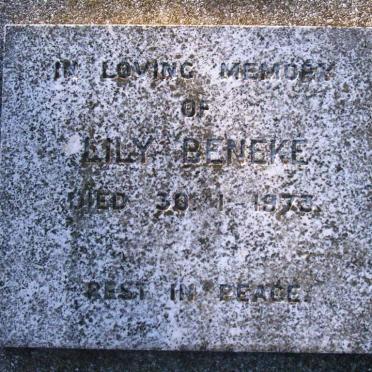 IN LOVING MEMORY
OF
LILY BENEKE
DIED 30.1.1973.
REST IN PEACE.